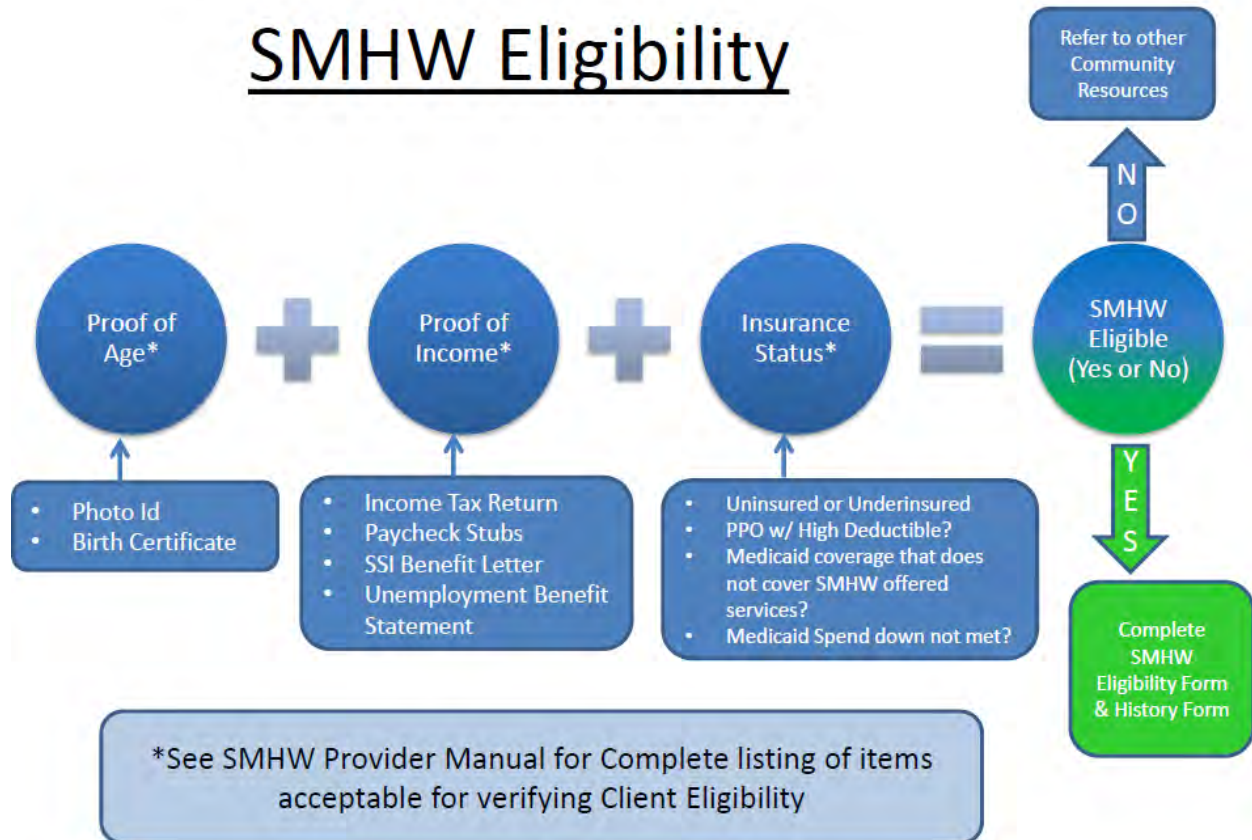 SMHW Eligibility
Refer to other
Community
Resources
N
O
Proof of
Age*
Proof of
Income*
Insurance
Status*
SMHW
Eligible
(Yes or No)
• Photo Id
• Birth Certificate
• Income Tax Return
• Paycheck Stubs
• SSI Benefit Letter
• Unemployment Benefit
Statement
• Uninsured or Underinsured
• PPO w/ High Deductible?
• Medicaid coverage that does
not cover SMHW offered
services?
• Medicaid Spend down not met?
Y
E
S
Complete
SMHW
Eligibility Form
& History Form
*See SMHW Provider Manual for Complete listing of items
acceptable for verifying Client Eligibility